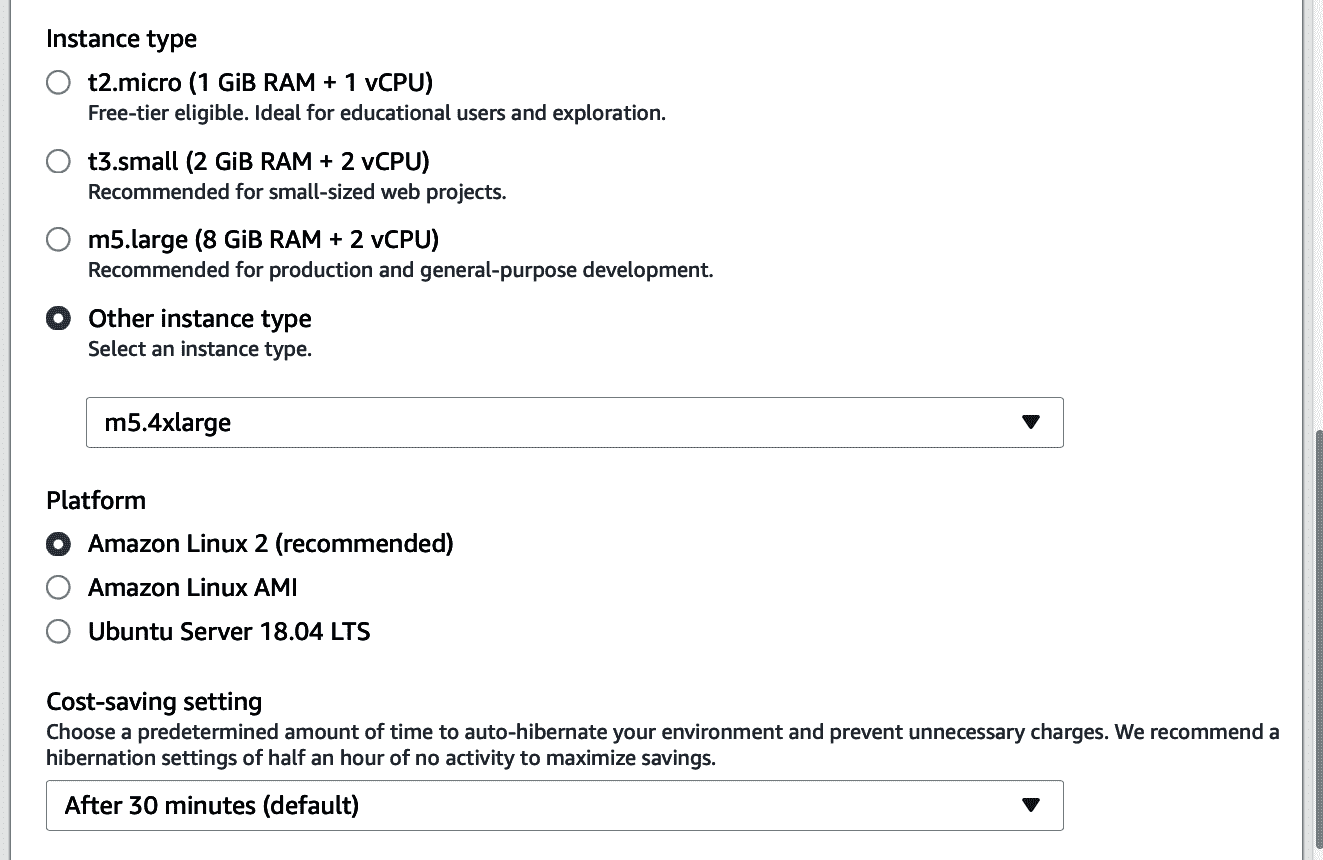 Instance type
t2.micro (1 GiB RAM + 1 vCPU)
Free-tier eligible. Ideal for educational users and exploration.
t3.small (2 GiB RAM + 2 vCPU)
Recommended for small-sized web projects.
m5.large (8 GiB RAM + 2 vCPU)
Recommended for production and general-purpose development.
Other instance type
Select an instance type.
m5.4xlarge
Platform
Amazon Linux 2 (recommended)
Amazon Linux AMI
Ubuntu Server 18.04 LTS
Cost-saving setting
Choose a predetermined amount of time to auto-hibernate your environment and prevent unnecessary charges. We recommend a
hibernation settings of half an hour of no activity to maximize savings.
After 30 minutes (default)